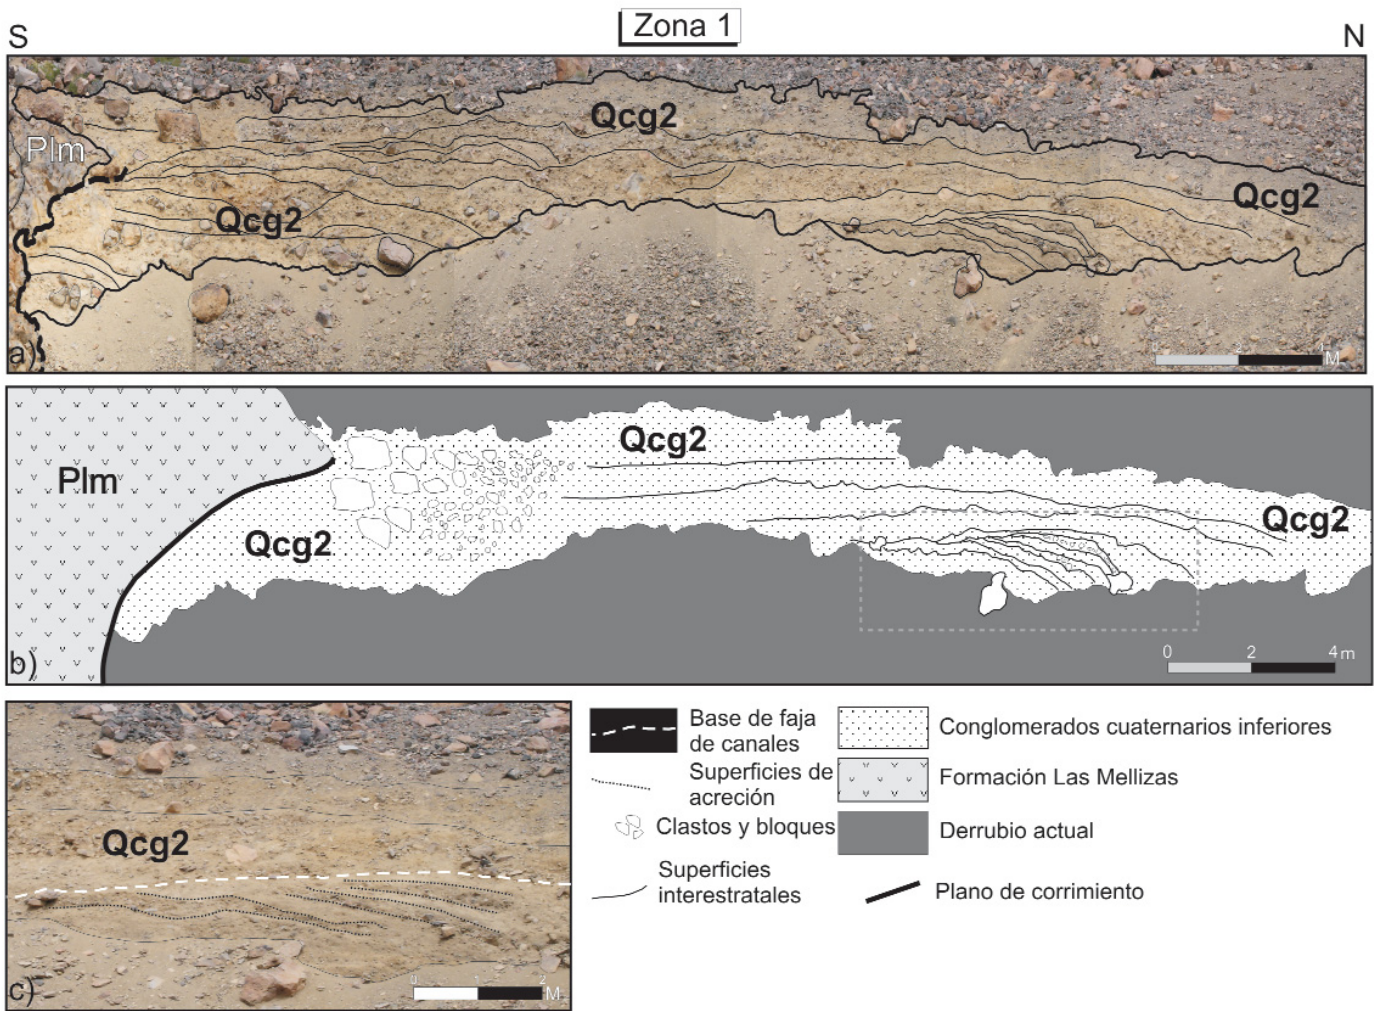 Zona 1
S
N
Plm
Qcg2
Qcg2
Qcg2
a)
M
Plm
Qcg2
Qcg2
Qcg2
b)
0 2 4 m
Qcg2
c)
0 1 2
M
Base de faja
de canales
Superficies de
acreción
Clastos y bloques
Superficies
interestratales
Conglomerados cuaternarios inferiores
Formación Las Mellizas
Derrubio actual
Plano de corrimiento